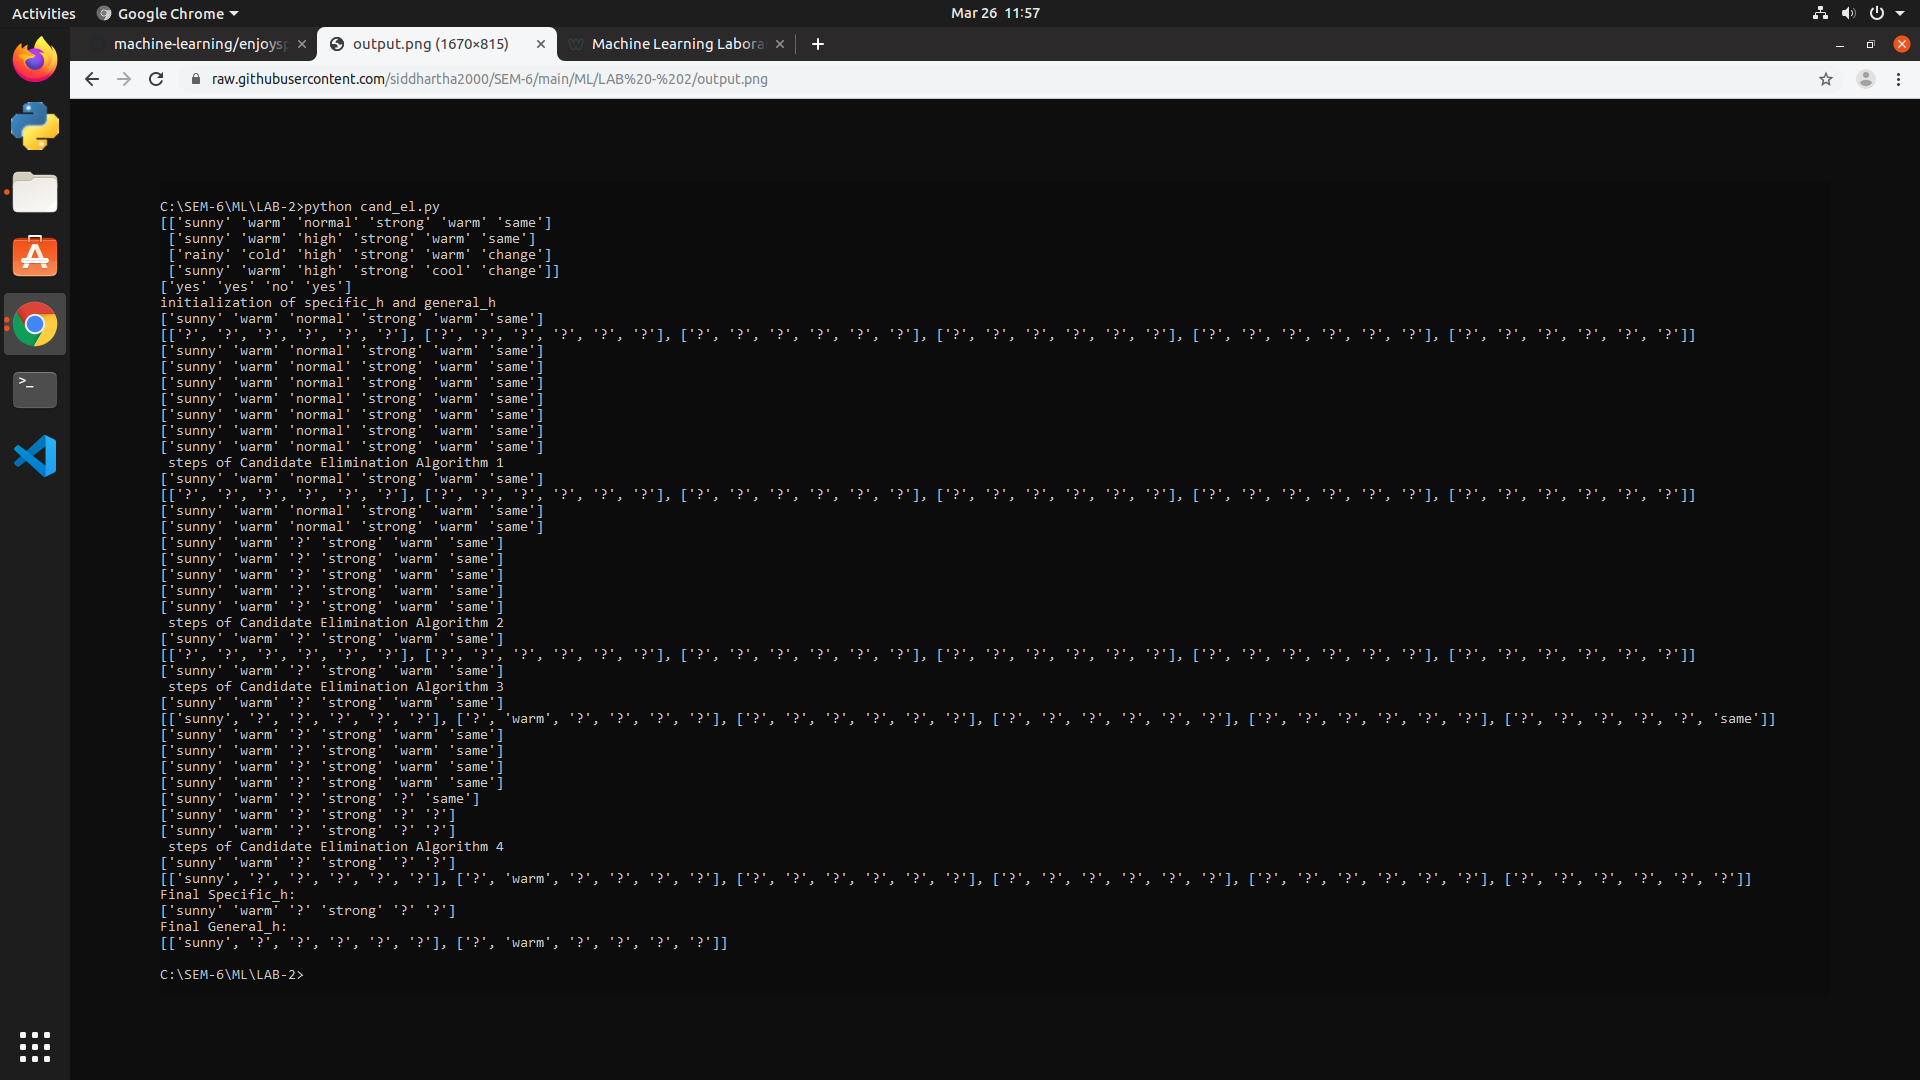 Activities
Google Chrome
Mar 26 11:57
machine-learning/enjoysp
output.png (1670×815)
Machine Learning Labora
raw.githubusercontent.com/siddhartha2000/SEM-6/main/ML/LAB%20-%202/output.png
C:\SEM-6\ML\LAB-2>python cand_el.py
[['sunny' 'warm' 'normal' 'strong' 'warm' 'same']
['sunny' 'warm' 'high' 'strong' 'warm' 'same']
['rainy' 'cold' 'high' 'strong' 'warm' 'change']
['sunny' 'warm' 'high' 'strong' 'cool' 'change']]
['yes' 'yes' 'no' 'yes']
initialization of specific_h and general_h
['sunny' 'warm' 'normal' 'strong' 'warm' 'same']
[['?', '?', '?', '?', '?', '?'], ['?', '?', '?', '?', '?', '?'], ['?', '?', '?', '?', '?', '?'], ['?', '?', '?', '?', '?', '?'], ['?', '?', '?', '?', '?', '?'], ['?', '?', '?', '?', '?', '?']]
['sunny' 'warm' 'normal' 'strong' 'warm' 'same']
['sunny' 'warm' 'normal' 'strong' 'warm' 'same']
['sunny' 'warm' 'normal' 'strong' 'warm' 'same']
['sunny' 'warm' 'normal' 'strong' 'warm' 'same']
['sunny' 'warm' 'normal' 'strong' 'warm' 'same']
['sunny' 'warm' 'normal' 'strong' 'warm' 'same']
['sunny' 'warm' 'normal' 'strong' 'warm' 'same']
steps of Candidate Elimination Algorithm 1
['sunny' 'warm' 'normal' 'strong' 'warm' 'same']
[['?', '?', '?', '?', '?', '?'], ['?', '?', '?', '?', '?', '?'], ['?', '?', '?', '?', '?', '?'], ['?', '?', '?', '?', '?', '?'], ['?', '?', '?', '?', '?', '?'], ['?', '?', '?', '?', '?', '?']]
['sunny' 'warm' 'normal' 'strong' 'warm' 'same']
['sunny' 'warm' 'normal' 'strong' 'warm' 'same']
['sunny' 'warm' '?' 'strong' 'warm' 'same']
['sunny' 'warm' '?' 'strong' 'warm' 'same']
['sunny' 'warm' '?' 'strong' 'warm' 'same']
['sunny' 'warm' '?' 'strong' 'warm' 'same']
['sunny' 'warm' '?' 'strong' 'warm' 'same']
steps of Candidate Elimination Algorithm 2
['sunny' 'warm' '?' 'strong' 'warm' 'same']
[['?', '?', '?', '?', '?', '?'], ['?', '?', '?', '?', '?', '?'], ['?', '?', '?', '?', '?', '?'], ['?', '?', '?', '?', '?', '?'], ['?', '?', '?', '?', '?', '?'], ['?', '?', '?', '?', '?', '?']]
['sunny' 'warm' '?' 'strong' 'warm' 'same']
steps of Candidate Elimination Algorithm 3
['sunny' 'warm' '?' 'strong' 'warm' 'same']
[['sunny', '?', '?', '?', '?', '?'], ['?', 'warm', '?', '?', '?', '?'], ['?', '?', '?', '?', '?', '?'], ['?', '?', '?', '?', '?', '?'], ['?', '?', '?', '?', '?', '?'], ['?', '?', '?', '?', '?', 'same']]
['sunny' 'warm' '?' 'strong' 'warm' 'same']
['sunny' 'warm' '?' 'strong' 'warm' 'same']
['sunny' 'warm' '?' 'strong' 'warm' 'same']
['sunny' 'warm' '?' 'strong' 'warm' 'same']
['sunny' 'warm' '?' 'strong' '?' 'same']
['sunny' 'warm' '?' 'strong' '?' '?']
['sunny' 'warm' '?' 'strong' '?' '?']
steps of Candidate Elimination Algorithm 4
['sunny' 'warm' '?' 'strong' '?' '?']
[['sunny', '?', '?', '?', '?', '?'], ['?', 'warm', '?', '?', '?', '?'], ['?', '?', '?', '?', '?', '?'], ['?', '?', '?', '?', '?', '?'], ['?', '?', '?', '?', '?', '?'], ['?', '?', '?', '?', '?', '?']]
Final Specific_h:
['sunny' 'warm' '?' 'strong' '?' '?']
Final General_h:
[['sunny', '?', '?', '?', '?', '?'], ['?', 'warm', '?', '?', '?', '?']]
C:\SEM-6\ML\LAB-2>